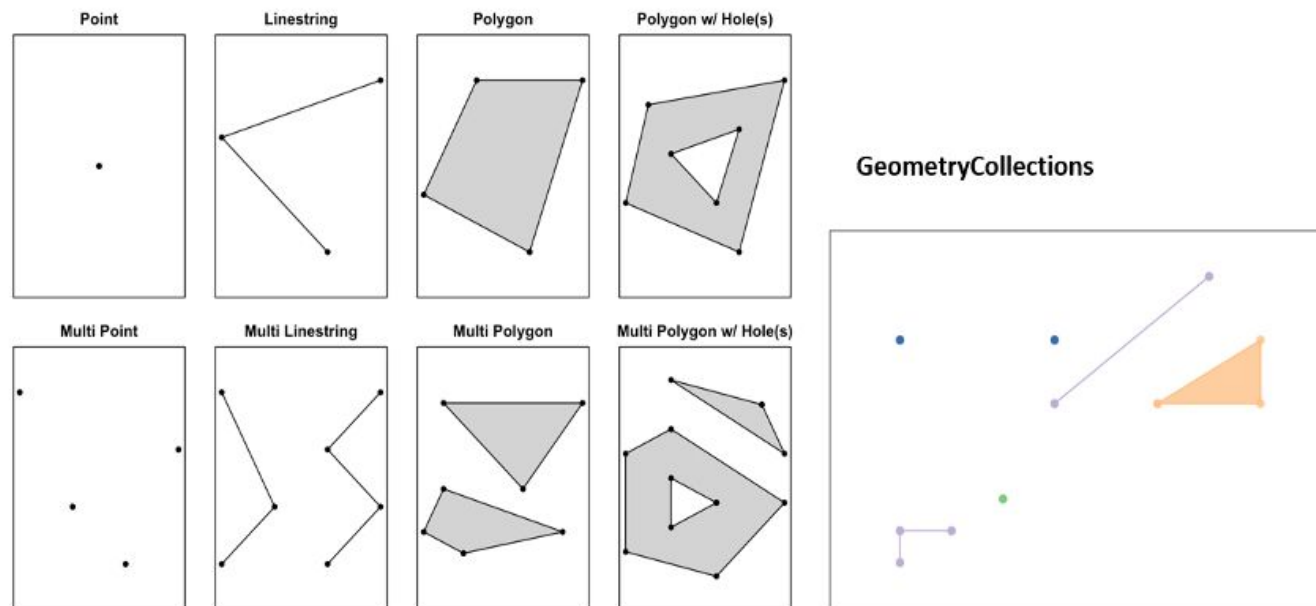 Point
Linestring
Polygon
Polygon w/ Hole(s)
GeometryCollections
Multi Point
Multi Linestring
Multi Polygon
Multi Polygon w/ Hole(s)